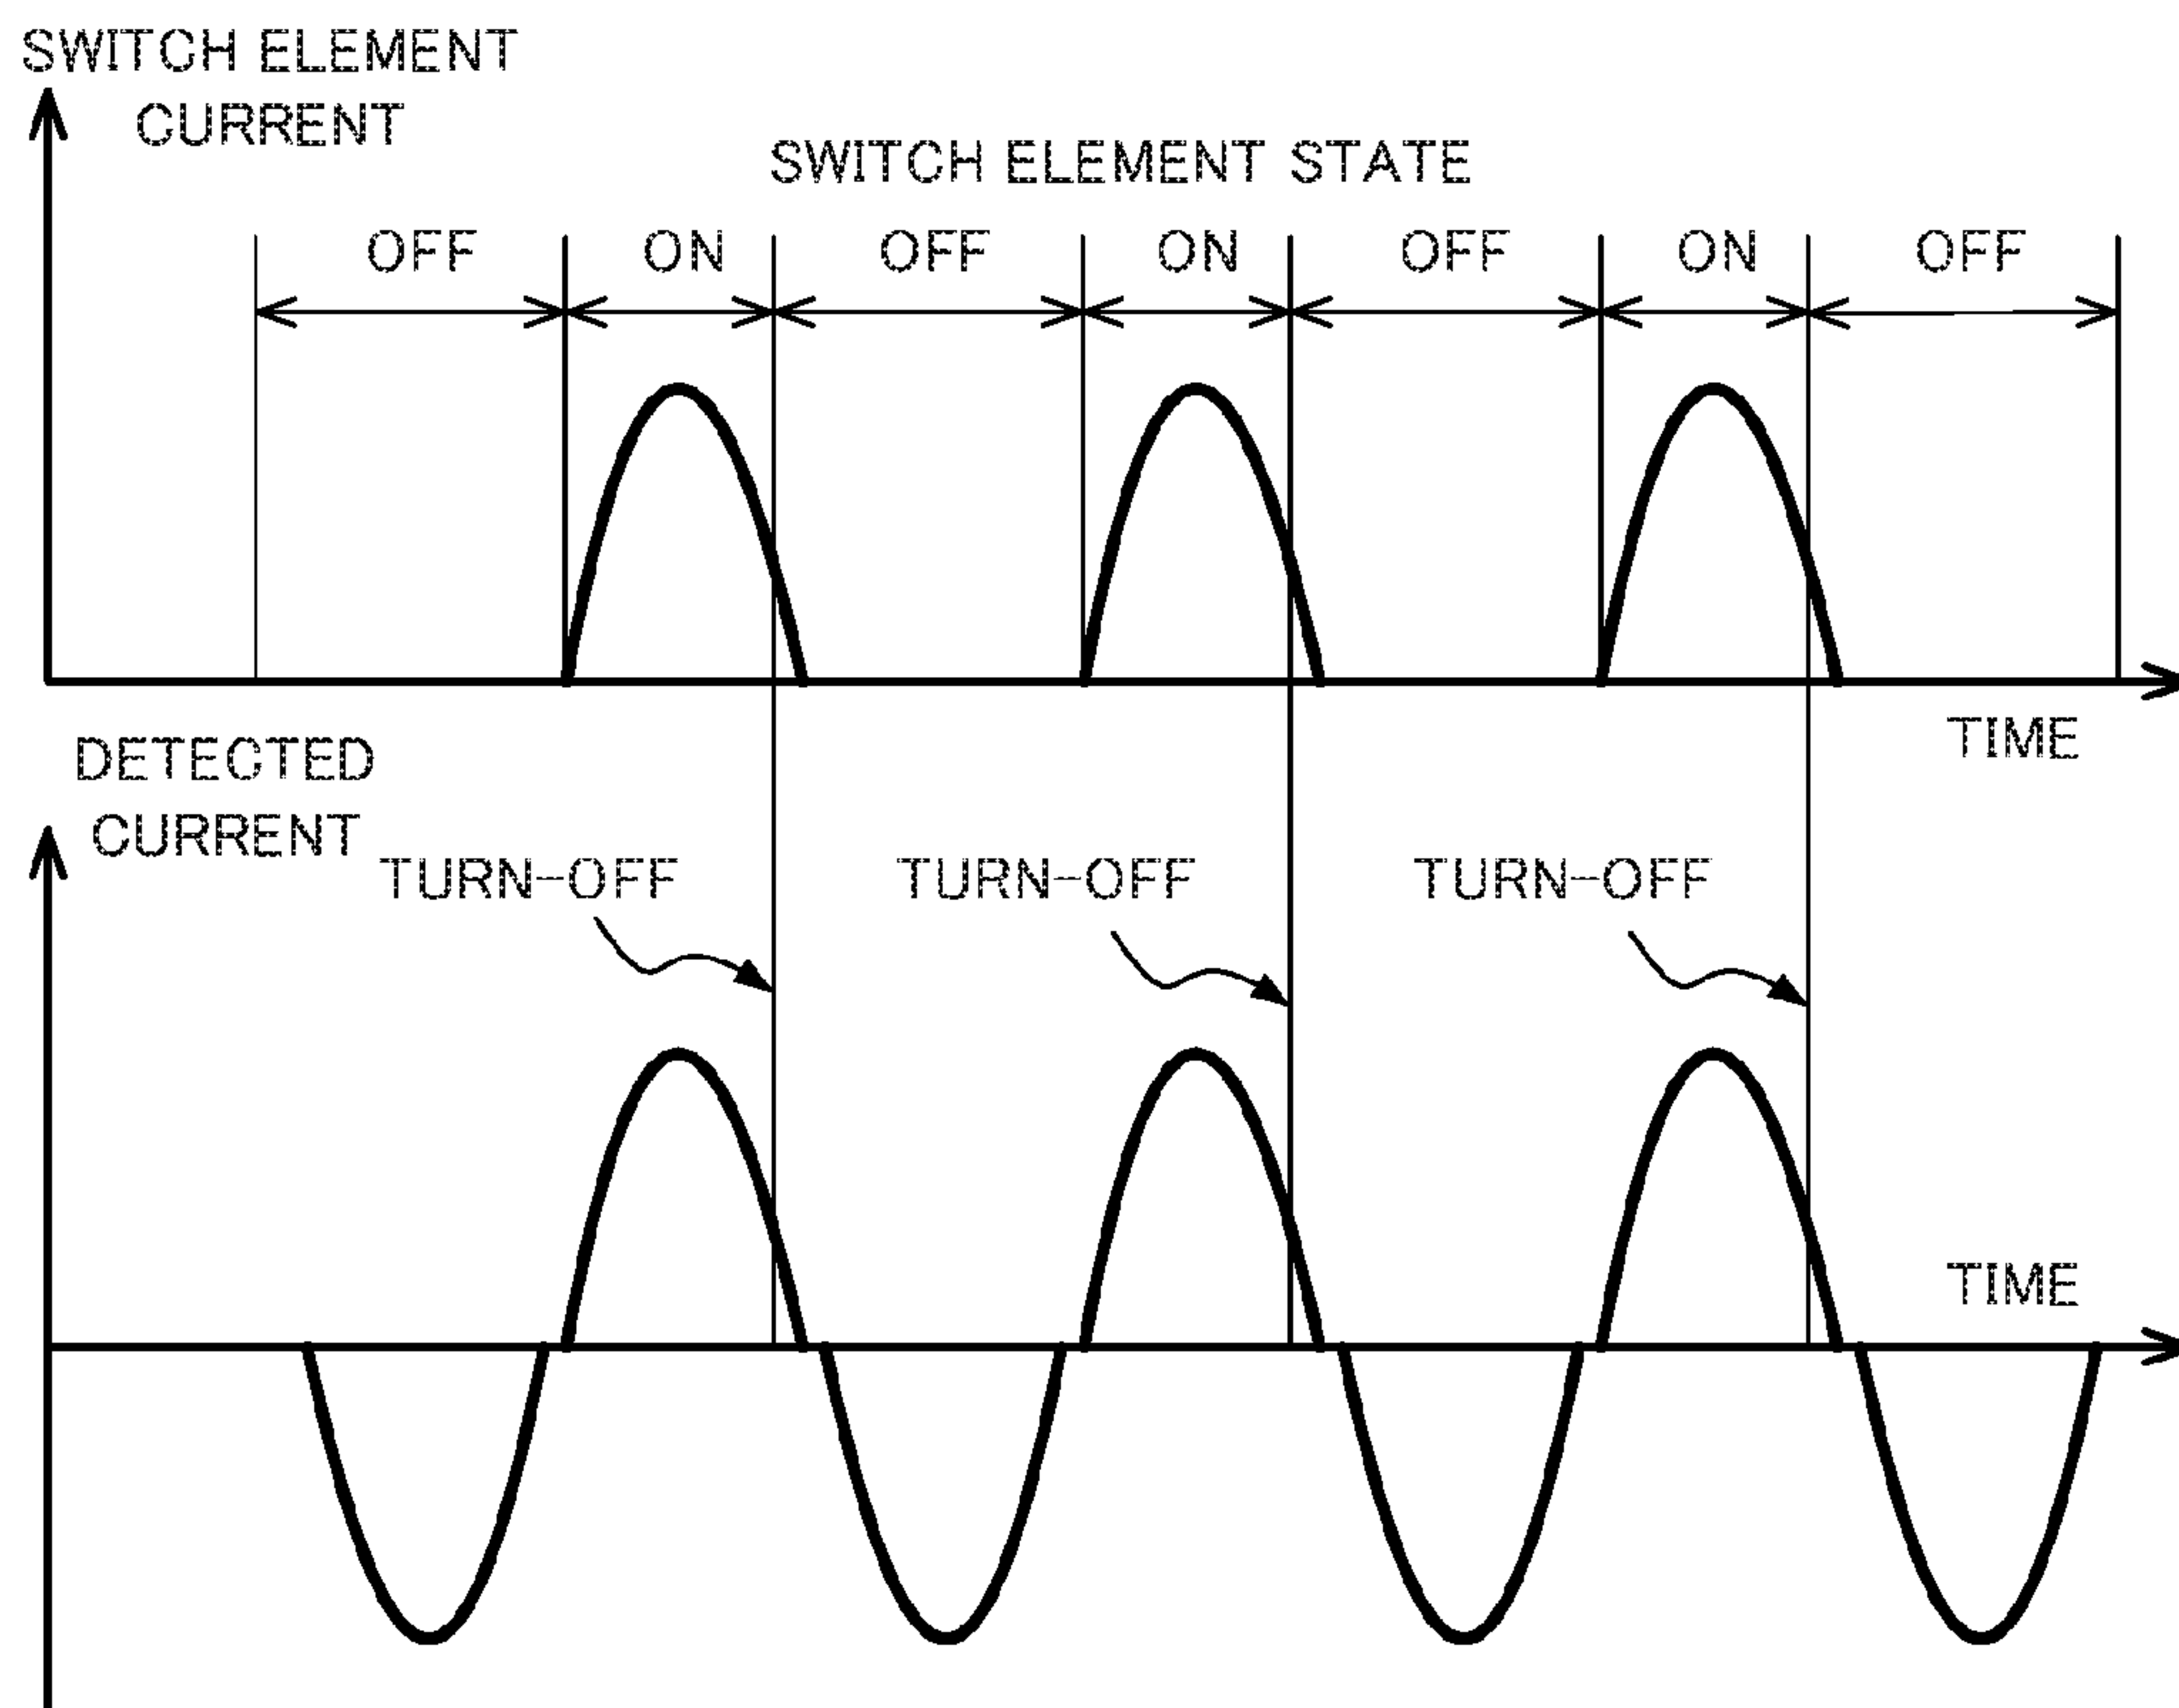 SWITCH ELEMENT
CURRENT
SWITCH ELEMENT STATE
OFF ON OFF ON OFF ON OFF
TIME
DETECTED
CURRENT
TURN-OFF TURN-OFF TURN-OFF
TIME